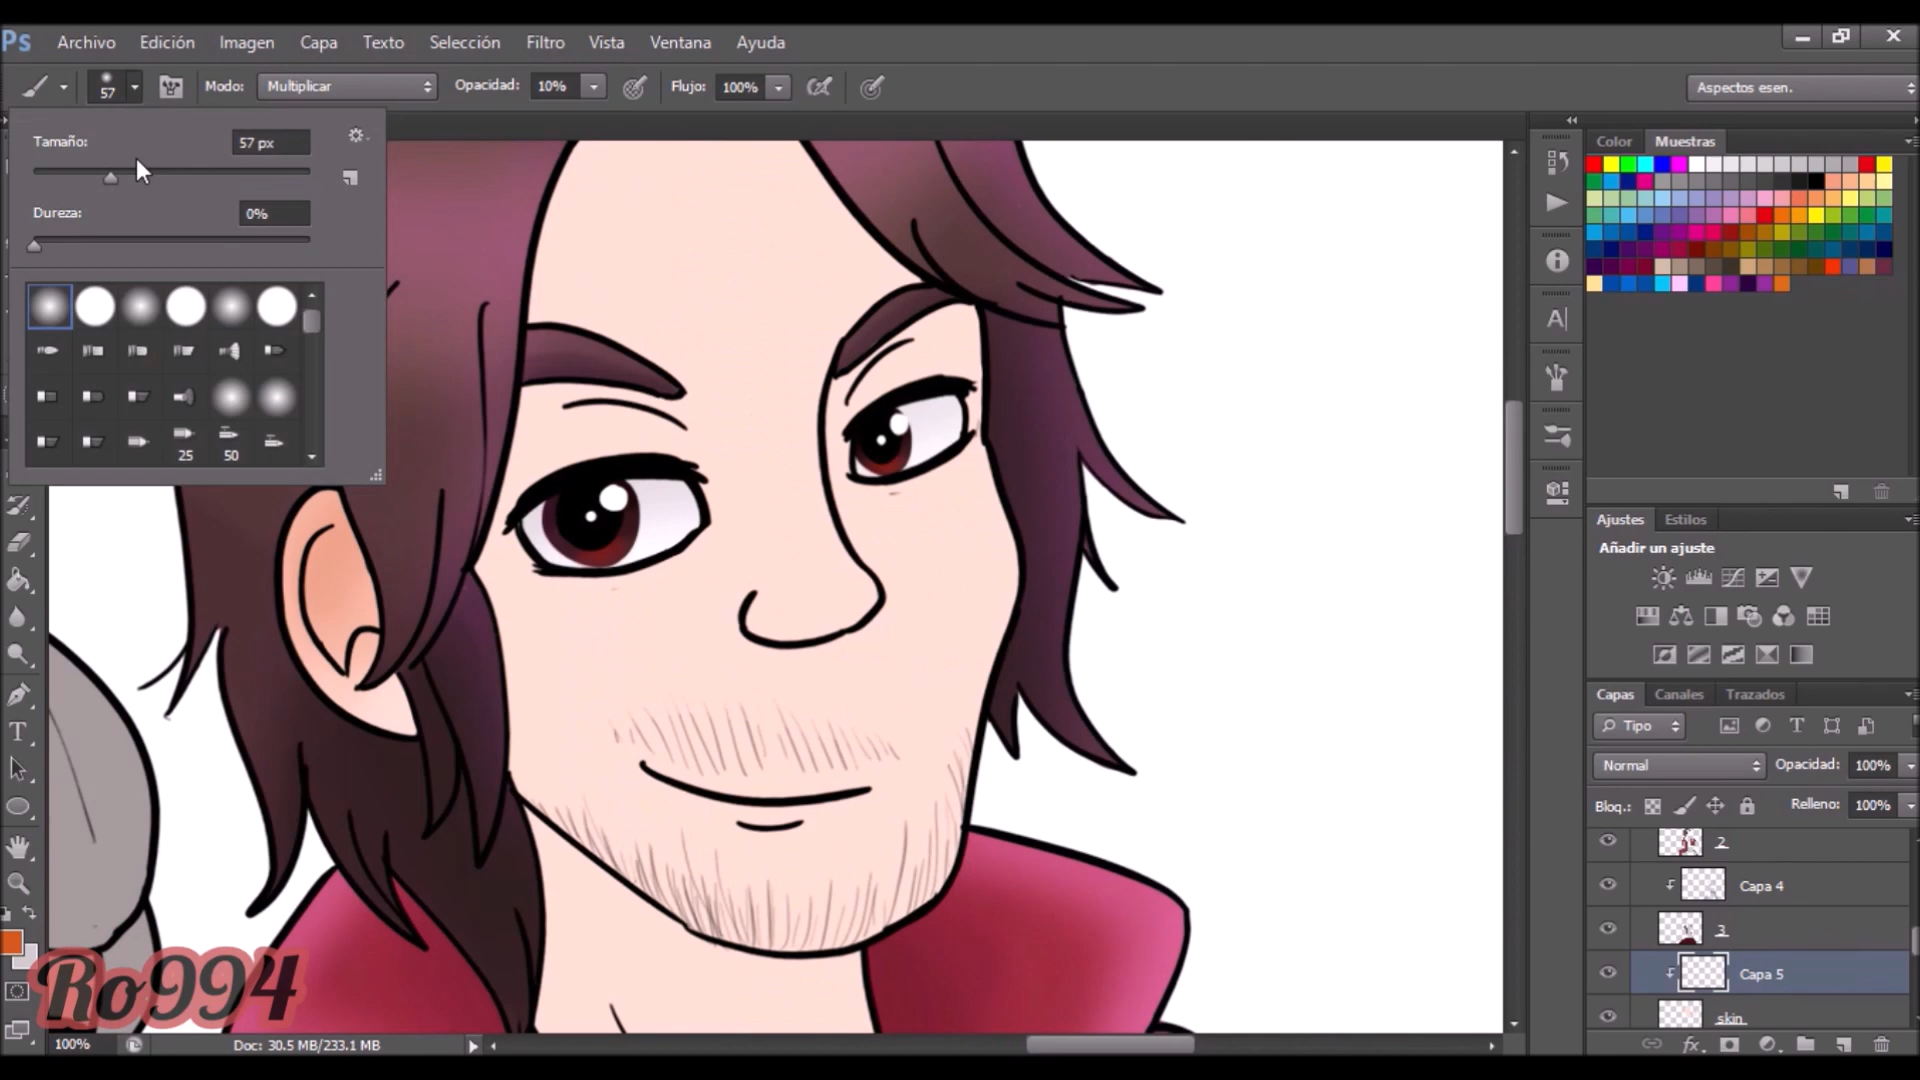 Ps Archivo Edición Imagen Capa Texto Selección Filtro Vista Ventana Ayuda
57 Modo: Multiplicar Opacidad: 10% Flujo: 100% Aspectos esen.
Tamaño: 57 px
Dureza: 0%
25 50
Color Muestras
Ajustes Estilos
Añadir un ajuste
Capas Canales Trazados
Tipo
Normal Opacidad: 100%
Bloq.: Relleno: 100%
2
Capa 4
3
Capa 5
skin
Ro994
100% Doc: 30.5 MB/233.1 MB